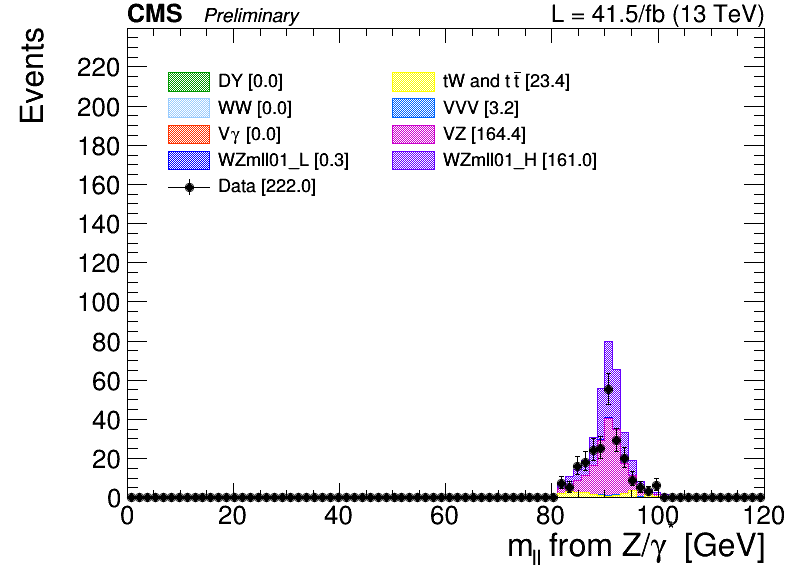 CMS Preliminary L = 41.5/fb (13 TeV)
Events
220
200
180
160
140
120
100
80
60
40
20
0
DY [0.0]
tW and tt̅ [23.4]
WW [0.0]
VVV [3.2]
Vγ [0.0]
VZ [164.4]
WZmll01_L [0.3]
WZmll01_H [161.0]
Data [222.0]
0 20 40 60 80 100 120
m_ll from Z/γ* [GeV]